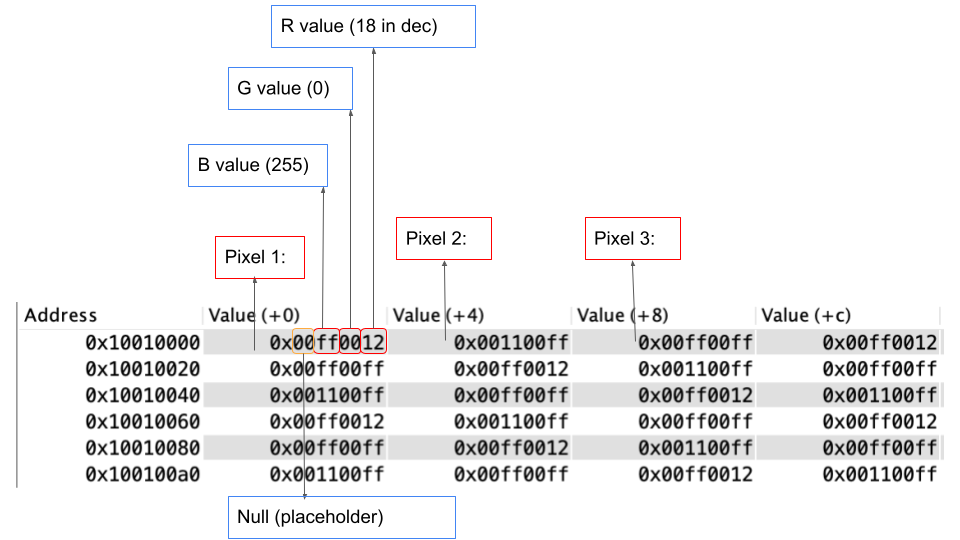 R value (18 in dec)
G value (0)
B value (255)
Pixel 1:
Pixel 2:
Pixel 3:
Address Value (+0) Value (+4) Value (+8) Value (+c)
0x10010000 0x00ff0012 0x001100ff 0x00ff00ff 0x00ff0012
0x10010020 0x00ff00ff 0x00ff0012 0x001100ff 0x00ff00ff
0x10010040 0x001100ff 0x00ff00ff 0x00ff0012 0x001100ff
0x10010060 0x00ff0012 0x001100ff 0x00ff00ff 0x00ff0012
0x10010080 0x00ff00ff 0x00ff0012 0x001100ff 0x00ff00ff
0x100100a0 0x001100ff 0x00ff00ff 0x00ff0012 0x001100ff
Null (placeholder)